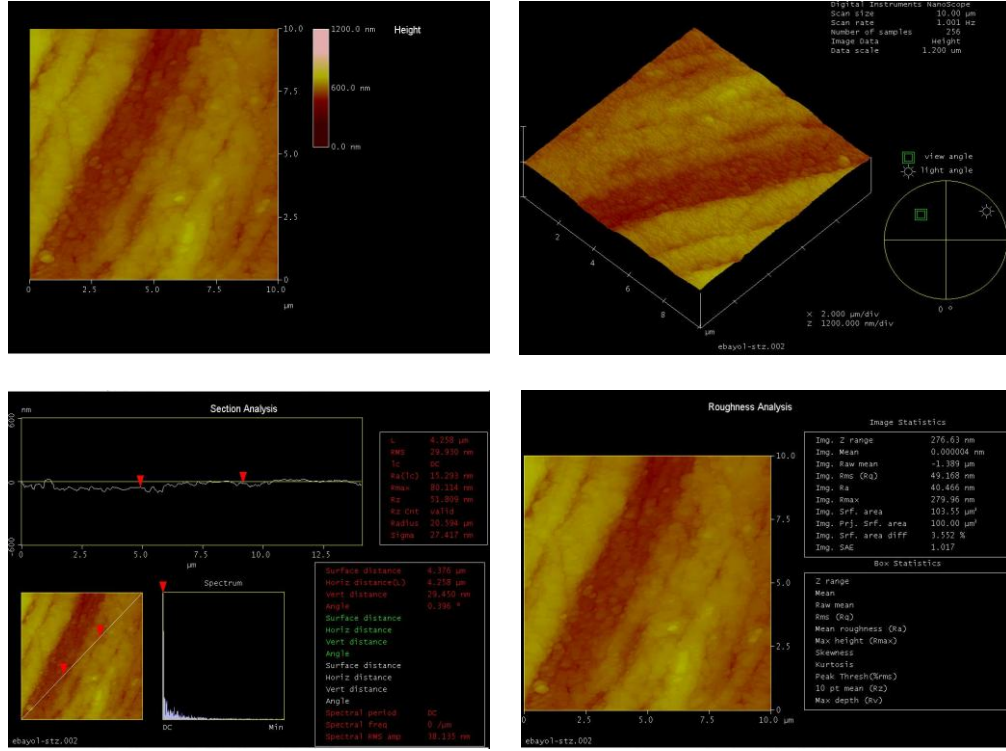 Height
1200.0 nm
600.0 nm
0.0 nm
10.0
7.5
5.0
2.5
0
0 2.5 5.0 7.5 10.0
µm
Digital Instruments NanoScope
Scan size 10.00 µm
Scan rate 1.001 Hz
Number of samples 256
Image Data Height
Data scale 1.200 um
view angle
light angle
0 °
2
4
6
8
µm
X 2.000 µm/div
Z 1200.000 nm/div
ebayol-stz.002
Section Analysis
nm
600
0
-600
0 2.5 5.0 7.5 10.0 12.5
µm
L 4.258 µm
RMS 29.930 nm
lc DC
Ra(lc) 15.293 nm
Rmax 80.114 nm
Rz 51.809 nm
Rz Cnt valid
Radius 20.594 µm
Sigma 27.417 nm
Spectrum
DC Min
Surface distance 4.376 µm
Horiz distance(L) 4.258 µm
Vert distance 29.450 nm
Angle 0.396 °
Surface distance
Horiz distance
Vert distance
Angle
Surface distance
Horiz distance
Vert distance
Angle
Spectral period DC
Spectral freq 0 /µm
Spectral RMS amp 38.135 nm
ebayol-stz.002
Roughness Analysis
10.0
7.5
5.0
2.5
0
0 2.5 5.0 7.5 10.0
µm
Image Statistics
Img. Z range 276.63 nm
Img. Mean 0.000004 nm
Img. Raw mean -1.389 µm
Img. Rms (Rq) 49.168 nm
Img. Ra 40.466 nm
Img. Rmax 279.96 nm
Img. Srf. area 103.55 µm²
Img. Prj. Srf. area 100.00 µm²
Img. Srf. area diff 3.552 %
Img. SAE 1.017
Box Statistics
Z range
Mean
Raw mean
Rms (Rq)
Mean roughness (Ra)
Max height (Rmax)
Skewness
Kurtosis
Peak Thresh(%rms)
10 pt mean (Rz)
Max depth (Rv)
ebayol-stz.002